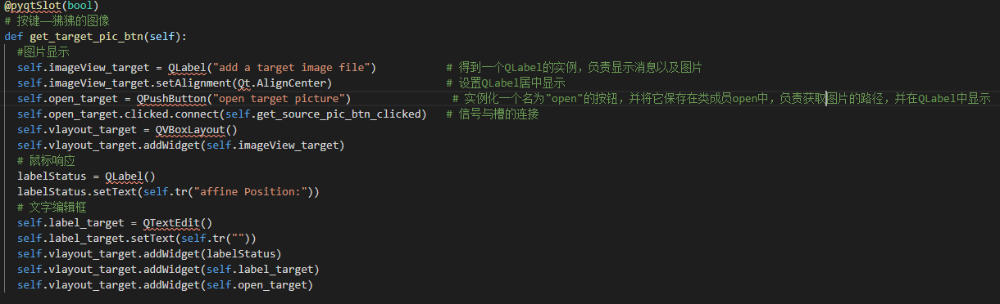 @pyqtSlot(bool)
# 按键——狒狒的图像
def get_target_pic_btn(self):
#图片显示
self.imageView_target = QLabel("add a target image file") # 得到一个QLabel的实例，负责显示消息以及图片
self.imageView_target.setAlignment(Qt.AlignCenter) # 设置QLabel居中显示
self.open_target = QPushButton("open target picture") # 实例化一个名为"open"的按钮，并将它保存在类成员open中，负责获取图片的路径，并在QLabel中显示
self.open_target.clicked.connect(self.get_source_pic_btn_clicked) # 信号与槽的连接
self.vlayout_target = QVBoxLayout()
self.vlayout_target.addWidget(self.imageView_target)
# 鼠标响应
labelStatus = QLabel()
labelStatus.setText(self.tr("affine Position:"))
# 文字编辑框
self.label_target = QTextEdit()
self.label_target.setText(self.tr(""))
self.vlayout_target.addWidget(labelStatus)
self.vlayout_target.addWidget(self.label_target)
self.vlayout_target.addWidget(self.open_target)